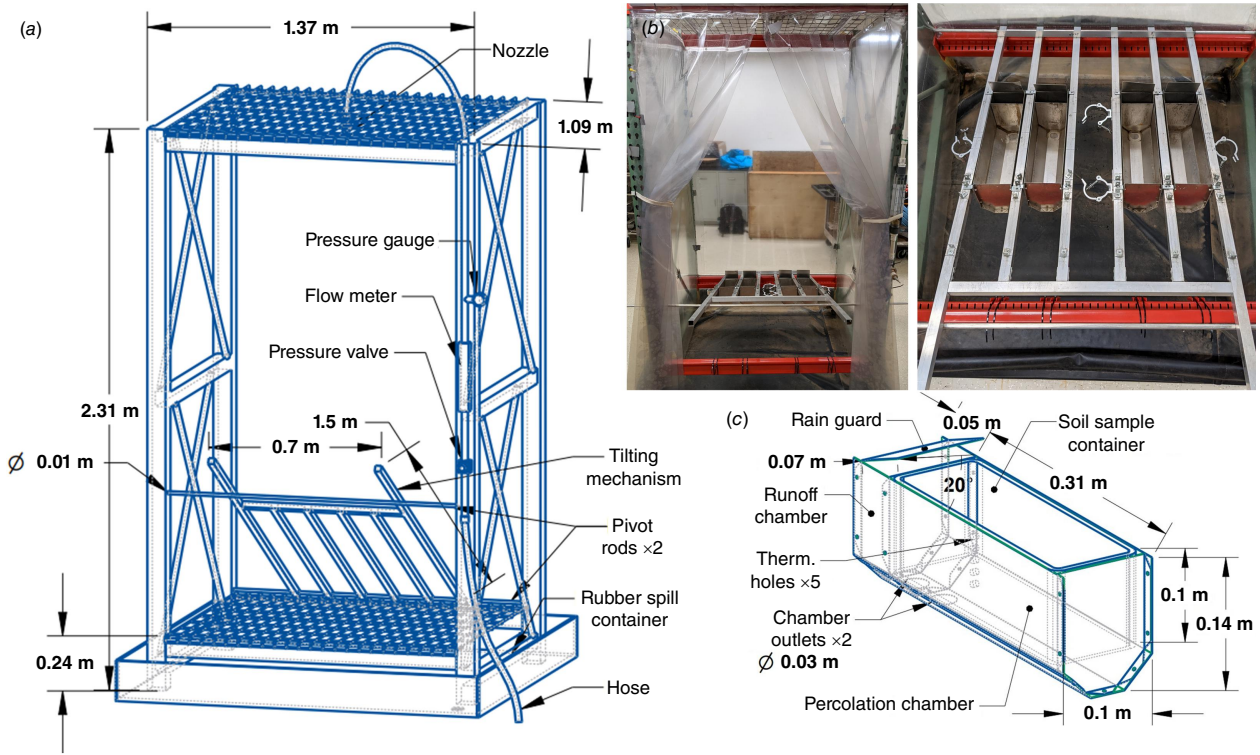 (a)
1.37 m
Nozzle
1.09 m
Pressure gauge
Flow meter
Pressure valve
2.31 m
1.5 m
0.7 m
Ø 0.01 m
Tilting
mechanism
Pivot
rods ×2
Rubber spill
container
0.24 m
Hose
(b)
(c)
Rain guard
0.05 m
Soil sample
container
0.07 m
20°
0.31 m
Runoff
chamber
Therm.
holes ×5
0.1 m
0.14 m
Chamber
outlets ×2
Ø 0.03 m
Percolation chamber
0.1 m